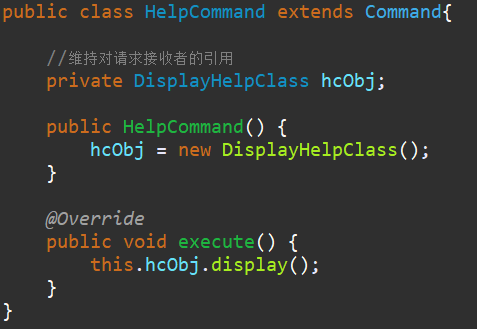 public class HelpCommand extends Command{
//维持对请求接收者的引用
private DisplayHelpClass hcObj;
public HelpCommand() {
hcObj = new DisplayHelpClass();
}
@Override
public void execute() {
this.hcObj.display();
}
}